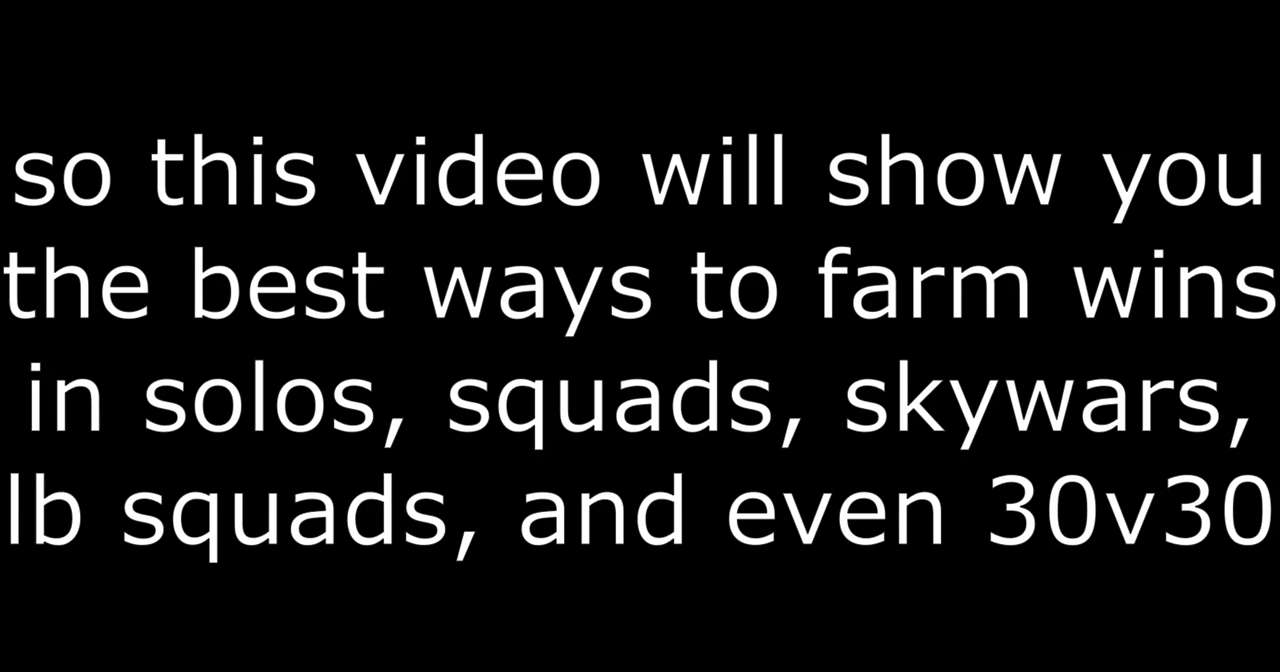 so this video will show you
the best ways to farm wins
in solos, squads, skywars,
lb squads, and even 30v30